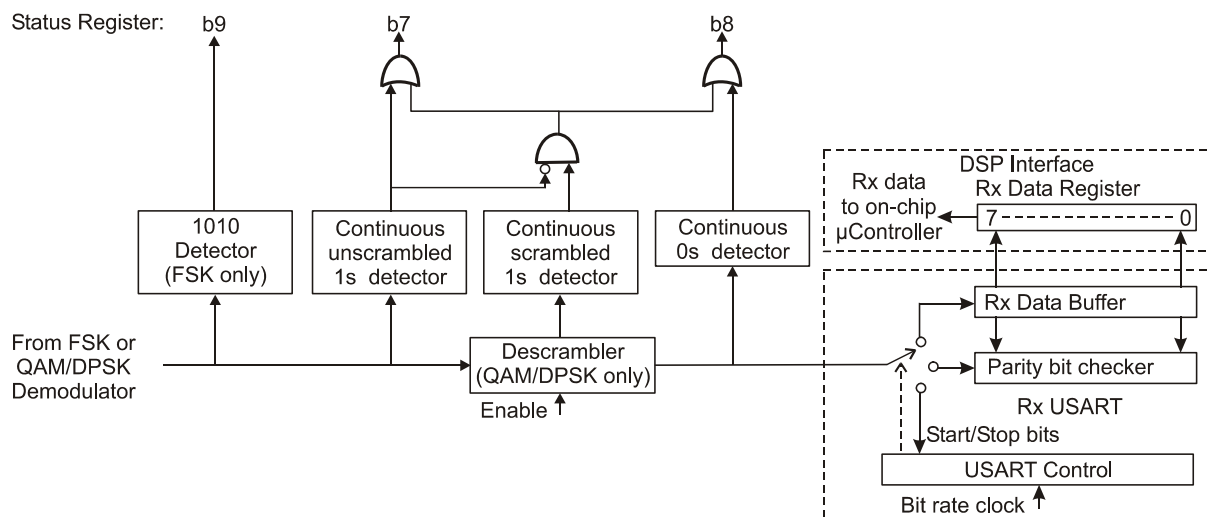 Status Register:
b9
b7
b8
DSP Interface
Rx Data Register
Rx data
to on-chip
µController
7
0
1010
Detector
(FSK only)
Continuous
unscrambled
1s detector
Continuous
scrambled
1s detector
Continuous
0s detector
Rx Data Buffer
From FSK or
QAM/DPSK
Demodulator
Descrambler
(QAM/DPSK only)
Enable
Parity bit checker
Rx USART
Start/Stop bits
USART Control
Bit rate clock